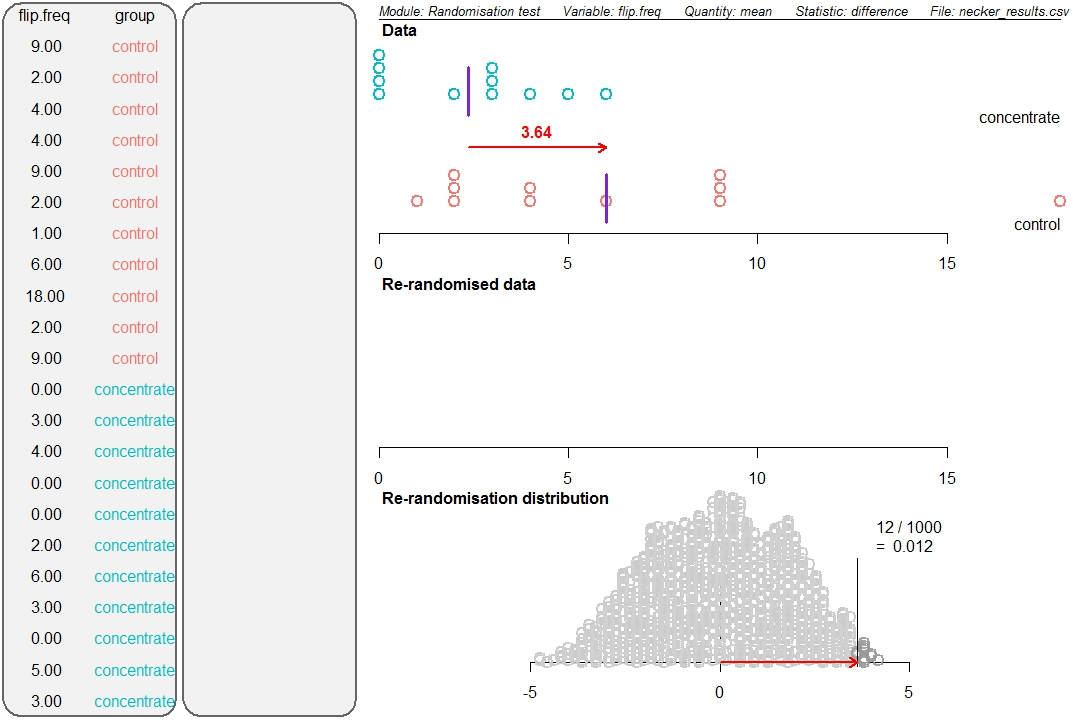 flip.freq group
9.00 control
2.00 control
4.00 control
4.00 control
9.00 control
2.00 control
1.00 control
6.00 control
18.00 control
2.00 control
9.00 control
0.00 concentrate
3.00 concentrate
4.00 concentrate
0.00 concentrate
0.00 concentrate
2.00 concentrate
6.00 concentrate
3.00 concentrate
0.00 concentrate
5.00 concentrate
3.00 concentrate
Module: Randomisation test Variable: flip.freq Quantity: mean Statistic: difference File: necker_results.csv
Data
concentrate
3.64
control
0 5 10 15
Re-randomised data
0 5 10 15
Re-randomisation distribution
12 / 1000
= 0.012
-5 0 5